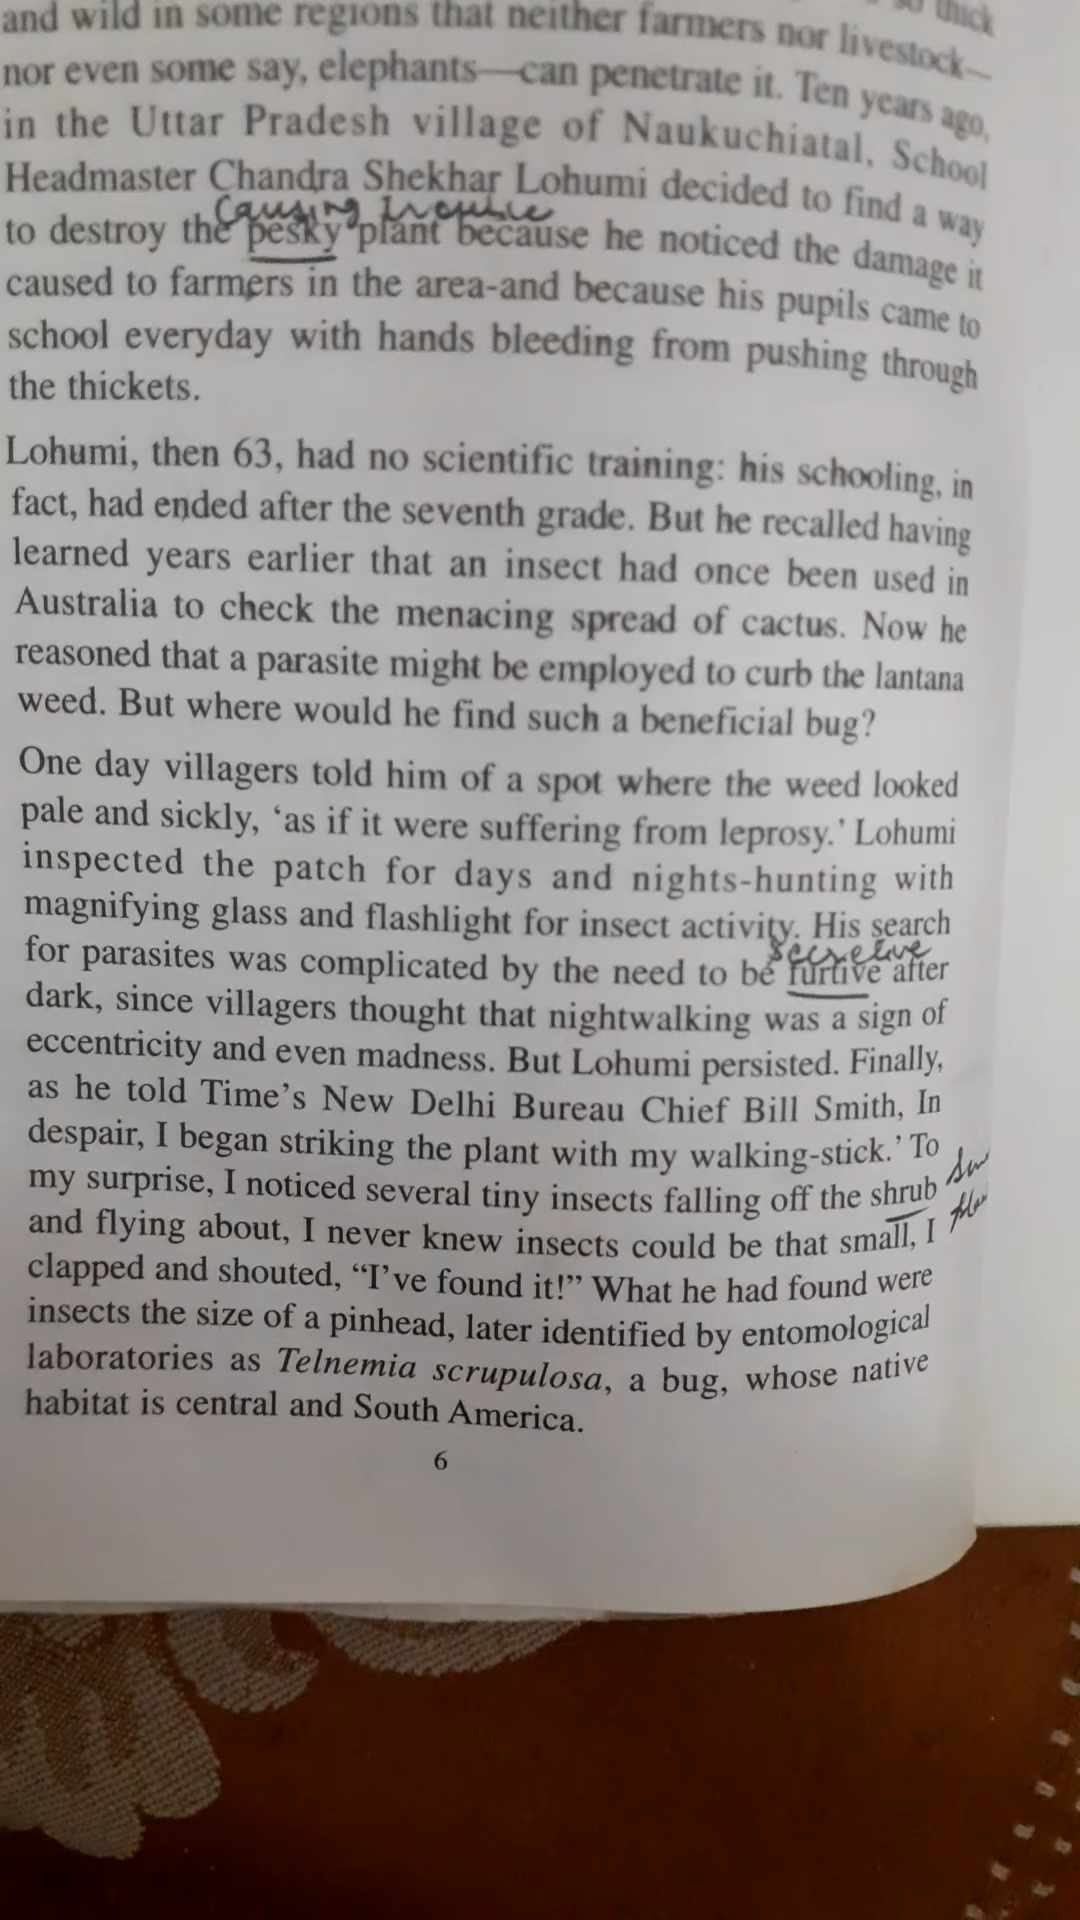 so thick
and wild in some regions that neither farmers nor livestock—
nor even some say, elephants—can penetrate it. Ten years ago,
in the Uttar Pradesh village of Naukuchiatal, School
Headmaster Chandra Shekhar Lohumi decided to find a way
causing trouble
to destroy the pesky plant because he noticed the damage it
caused to farmers in the area-and because his pupils came to
school everyday with hands bleeding from pushing through
the thickets.
Lohumi, then 63, had no scientific training: his schooling, in
fact, had ended after the seventh grade. But he recalled having
learned years earlier that an insect had once been used in
Australia to check the menacing spread of cactus. Now he
reasoned that a parasite might be employed to curb the lantana
weed. But where would he find such a beneficial bug?
One day villagers told him of a spot where the weed looked
pale and sickly, ‘as if it were suffering from leprosy.’ Lohumi
inspected the patch for days and nights-hunting with
magnifying glass and flashlight for insect activity. His search
secretive
for parasites was complicated by the need to be furtive after
dark, since villagers thought that nightwalking was a sign of
eccentricity and even madness. But Lohumi persisted. Finally,
as he told Time’s New Delhi Bureau Chief Bill Smith, In
despair, I began striking the plant with my walking-stick.’ To
my surprise, I noticed several tiny insects falling off the shrub
and flying about, I never knew insects could be that small, I
clapped and shouted, “I’ve found it!” What he had found were
insects the size of a pinhead, later identified by entomological
laboratories as Telnemia scrupulosa, a bug, whose native
habitat is central and South America.
6